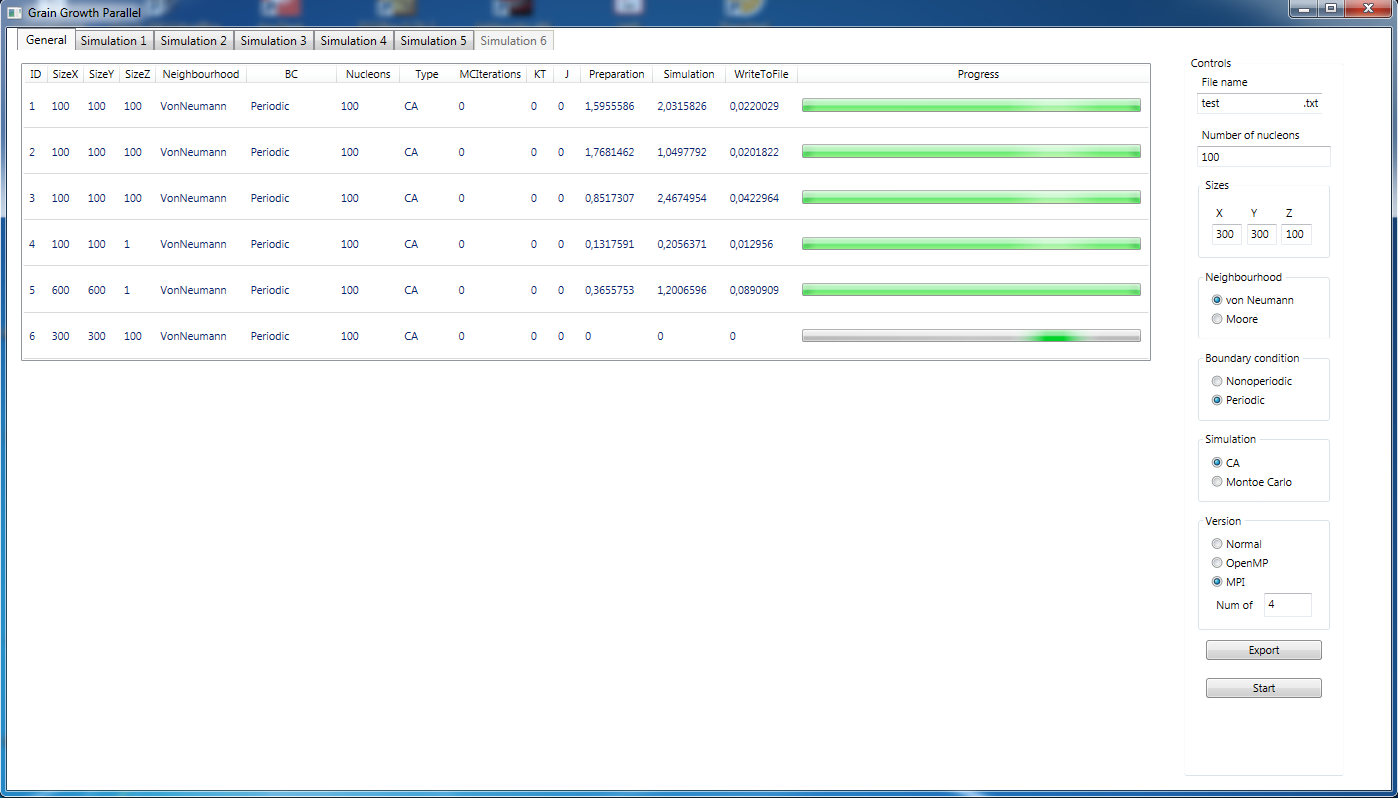 Grain Growth Parallel
General Simulation 1 Simulation 2 Simulation 3 Simulation 4 Simulation 5 Simulation 6
ID SizeX SizeY SizeZ Neighbourhood BC Nucleons Type MCIterations KT J Preparation Simulation WriteToFile Progress
1 100 100 100 VonNeumann Periodic 100 CA 0 0 0 1,5955586 2,0315826 0,0220029
2 100 100 100 VonNeumann Periodic 100 CA 0 0 0 1,7681462 1,0497792 0,0201822
3 100 100 100 VonNeumann Periodic 100 CA 0 0 0 0,8517307 2,4674954 0,0422964
4 100 100 1 VonNeumann Periodic 100 CA 0 0 0 0,1317591 0,2056371 0,012956
5 600 600 1 VonNeumann Periodic 100 CA 0 0 0 0,3655753 1,2006596 0,0890909
6 300 300 100 VonNeumann Periodic 100 CA 0 0 0 0 0 0
Controls
File name
test .txt
Number of nucleons
100
Sizes
X Y Z
300 300 100
Neighbourhood
von Neumann
Moore
Boundary condition
Nonoperiodic
Periodic
Simulation
CA
Montoe Carlo
Version
Normal
OpenMP
MPI
Num of 4
Export
Start